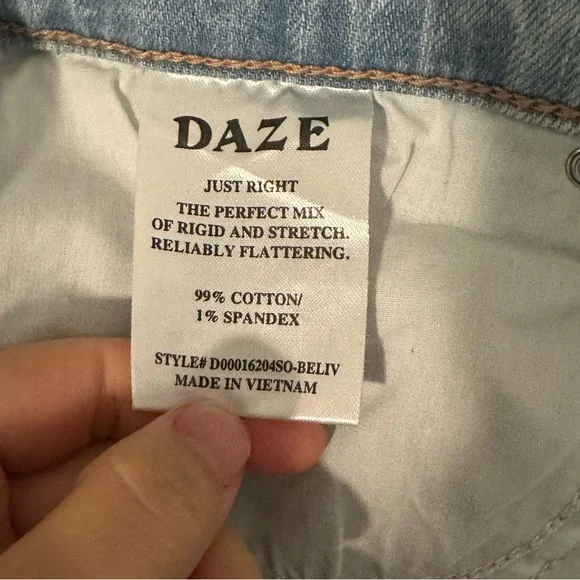 DAZE
JUST RIGHT
THE PERFECT MIX
OF RIGID AND STRETCH.
RELIABLY FLATTERING.
99% COTTON/
1% SPANDEX
STYLE# D00016204SO-BELIV
MADE IN VIETNAM